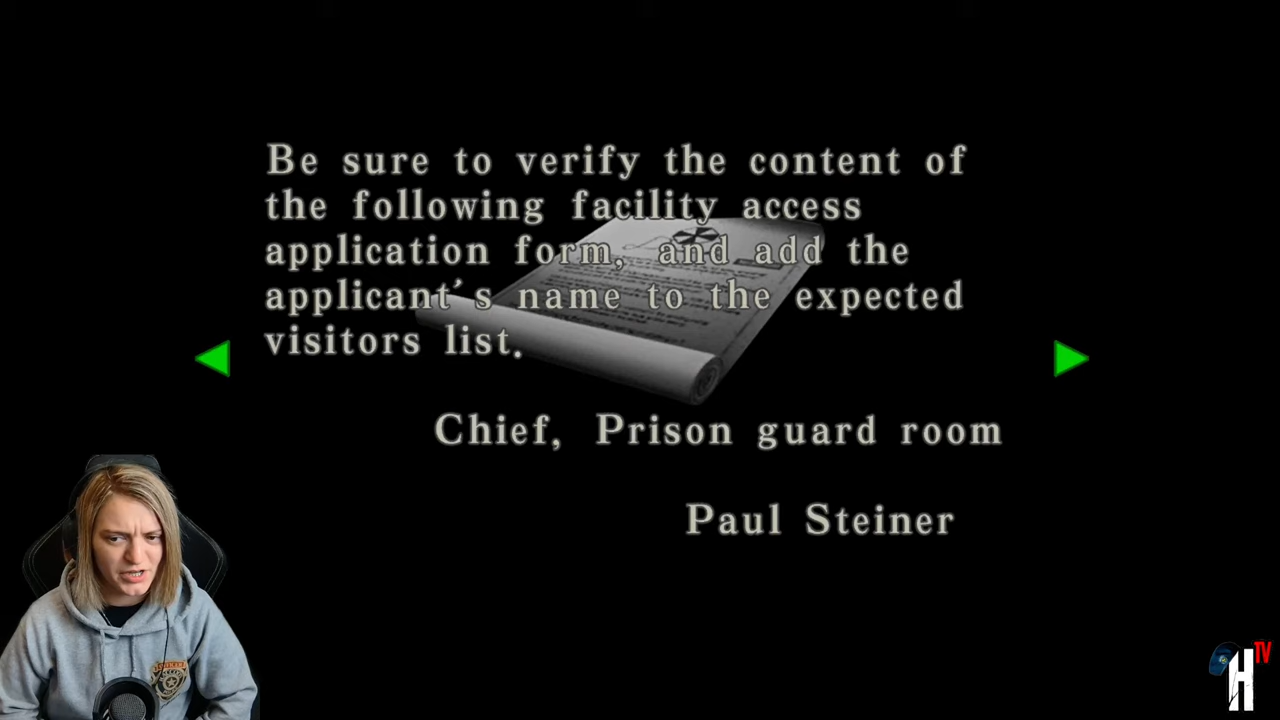 Be sure to verify the content of
the following facility access
application form, and add the
applicant's name to the expected
visitors list.
Chief, Prison guard room
Paul Steiner
H TV